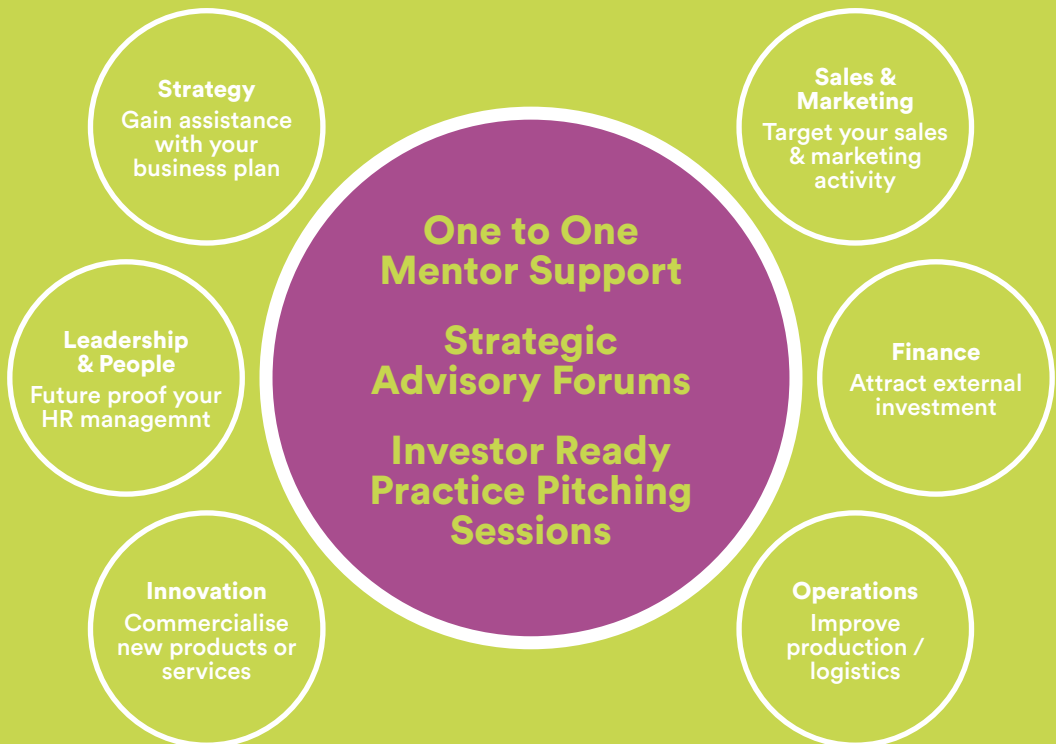 Strategy
Gain assistance
with your
business plan
Sales &
Marketing
Target your sales
& marketing
activity
One to One
Mentor Support
Strategic
Advisory Forums
Investor Ready
Practice Pitching
Sessions
Leadership
& People
Future proof your
HR managemnt
Finance
Attract external
investment
Innovation
Commercialise
new products or
services
Operations
Improve
production /
logistics